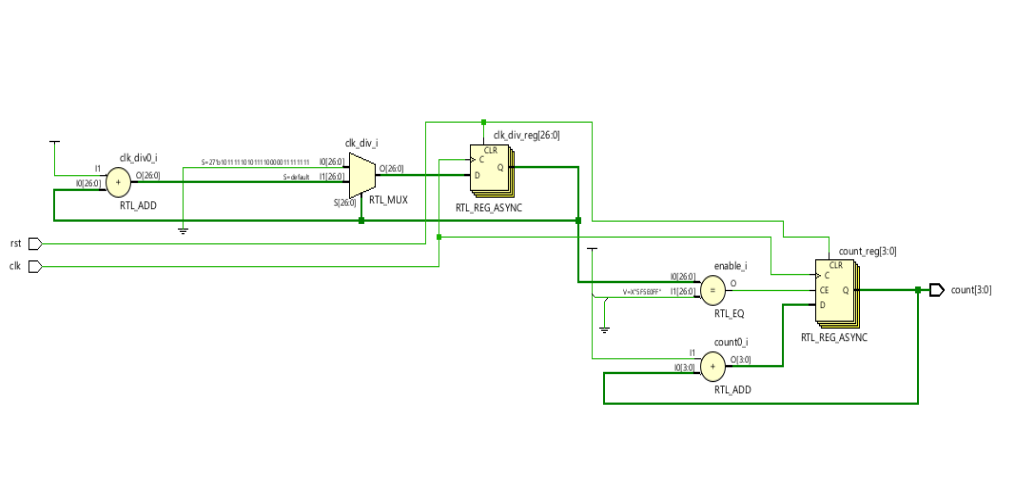 clk_div_i
clk_div_reg[26:0]
CLR
C
D
Q
RTL_REG_ASYNC
clk_div0_i
I1
I0[26:0]
+
O[26:0]
RTL_ADD
I0[26:0]
S=default
I1[26:0]
O[26:0]
S[26:0]
RTL_MUX
rst
clk
count_reg[3:0]
CLR
C
CE
D
Q
RTL_REG_ASYNC
count[3:0]
enable_i
I0[26:0]
V=X"5F5E0FF"
I1[26:0]
=
O
RTL_EQ
count0_i
I1
I0[3:0]
+
O[3:0]
RTL_ADD